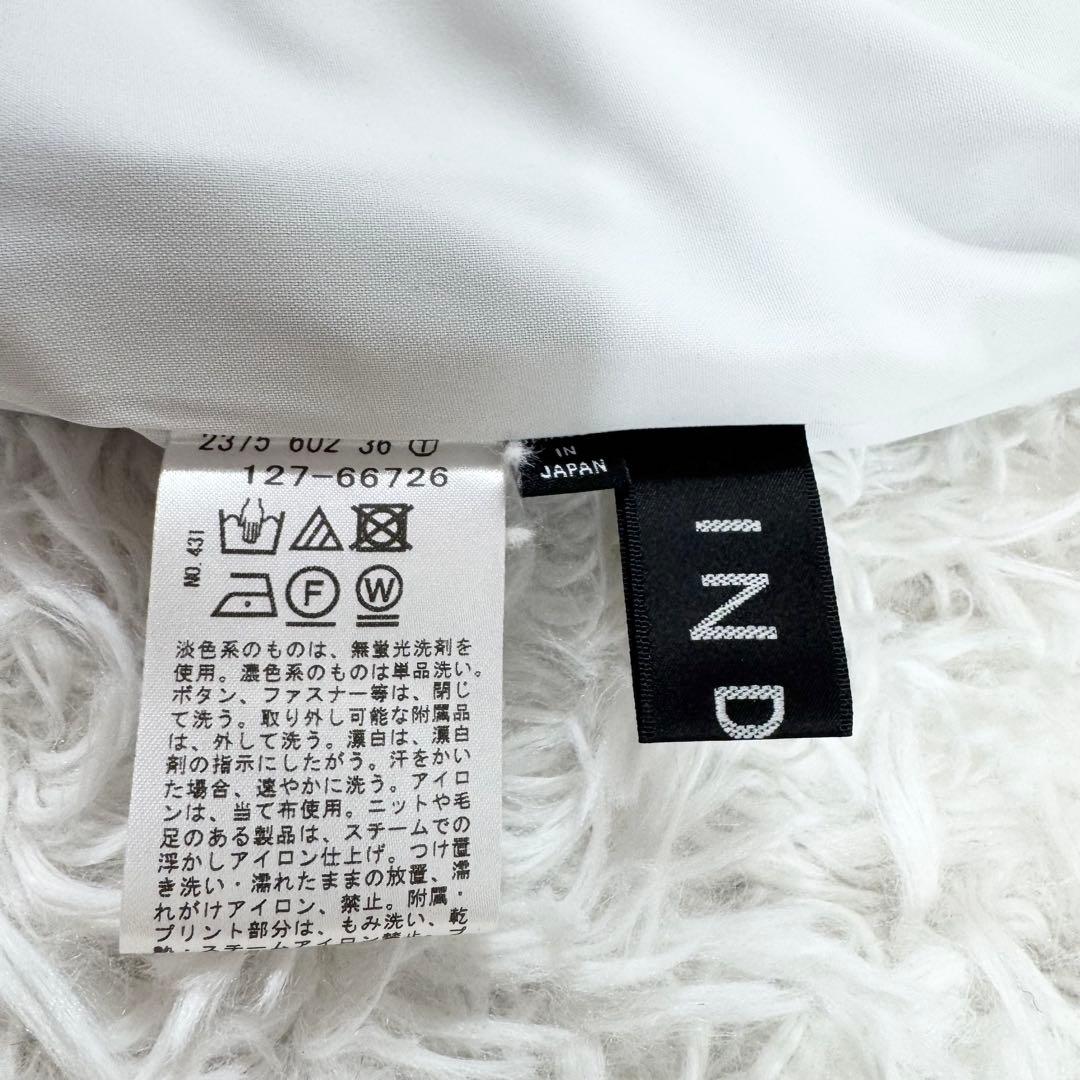 2375 602 36 Ⓘ
127-66726
NO. 431
F
W
淡色系のものは、無蛍光洗剤を
使用。濃色系のものは単品洗い。
ボタン、ファスナー等は、閉じ
て洗う。取り外し可能な附属品
は、外して洗う。漂白は、漂白
剤の指示にしたがう。汗をかい
た場合、速やかに洗う。アイロ
ンは、当て布使用。ニットや毛
足のある製品は、スチームでの
浮かしアイロン仕上げ。つけ置
き洗い・濡れたままの放置、濡
れがけアイロン、禁止。附属・
プリント部分は、もみ洗い、乾
IN
JAPAN
IND